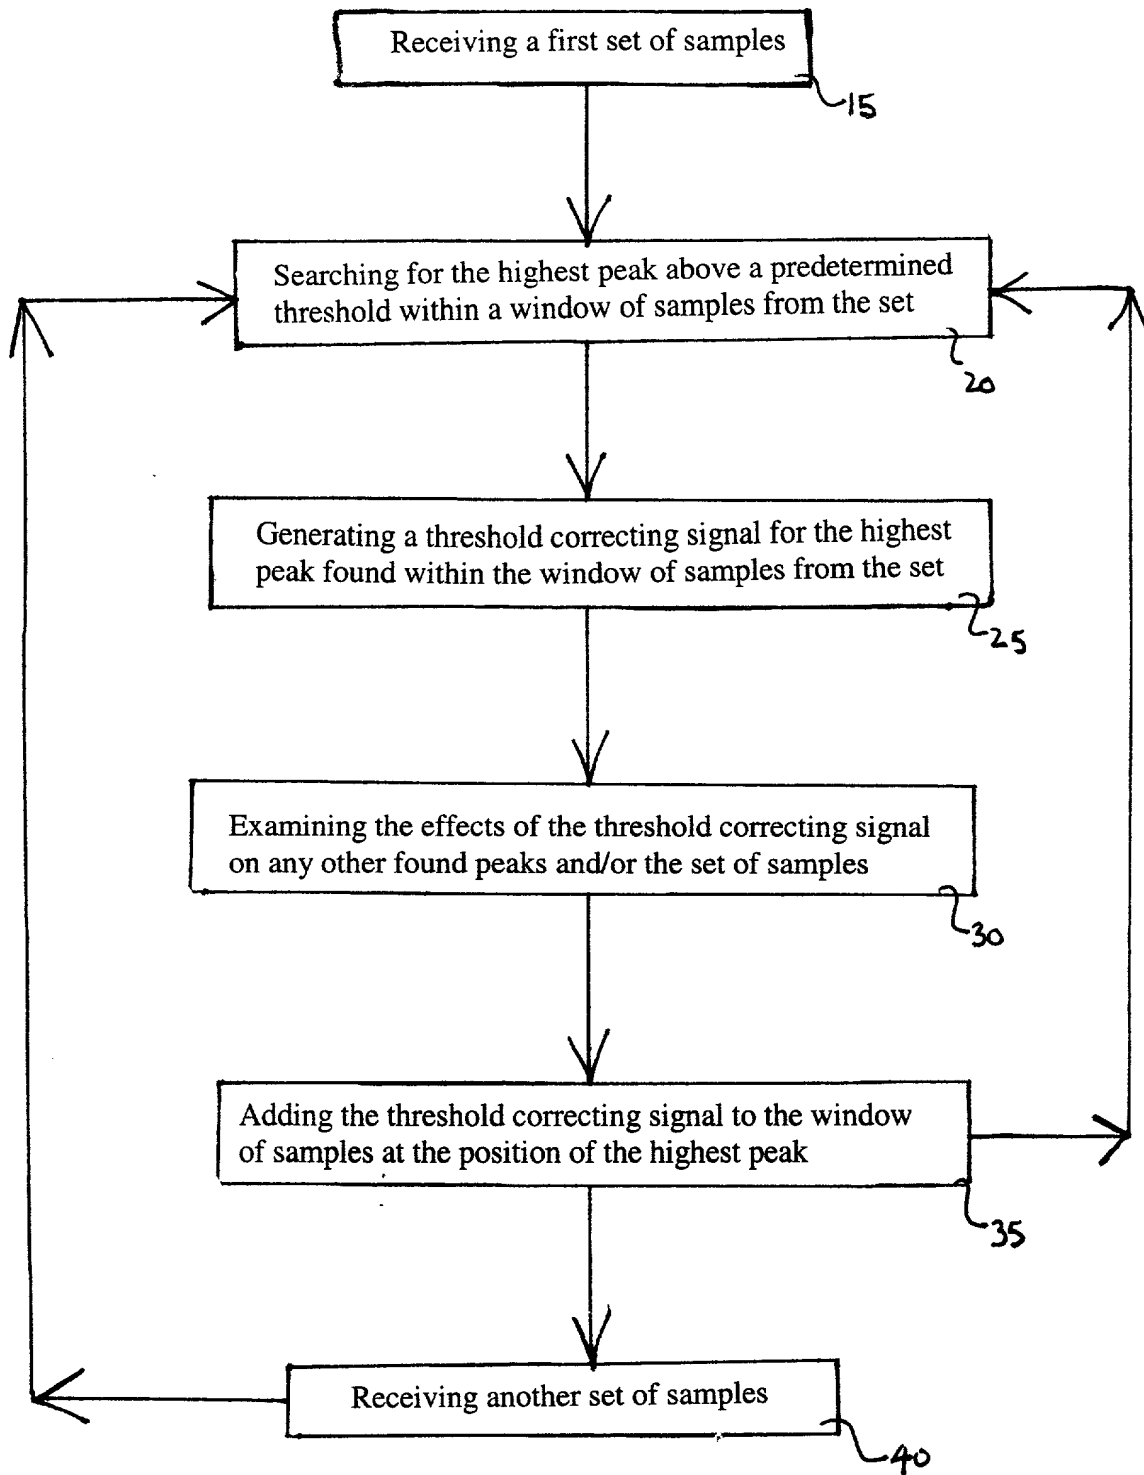 Receiving a first set of samples
15
Searching for the highest peak above a predetermined
threshold within a window of samples from the set
20
Generating a threshold correcting signal for the highest
peak found within the window of samples from the set
25
Examining the effects of the threshold correcting signal
on any other found peaks and/or the set of samples
30
Adding the threshold correcting signal to the window
of samples at the position of the highest peak
35
Receiving another set of samples
40